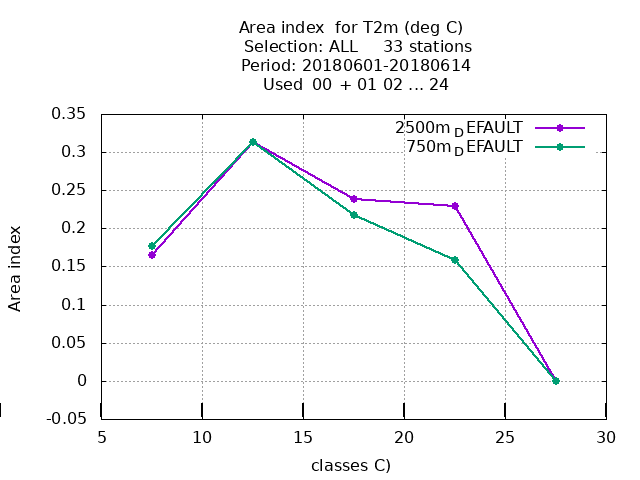 Area index  for T2m (deg C)
Selection: ALL     33 stations
Period: 20180601-20180614
Used  00  + 01 02 ... 24
2500m_DEFAULT
750m_DEFAULT
0.35
0.3
0.25
0.2
0.15
0.1
0.05
0
-0.05
Area index
5 10 15 20 25 30
classes C)